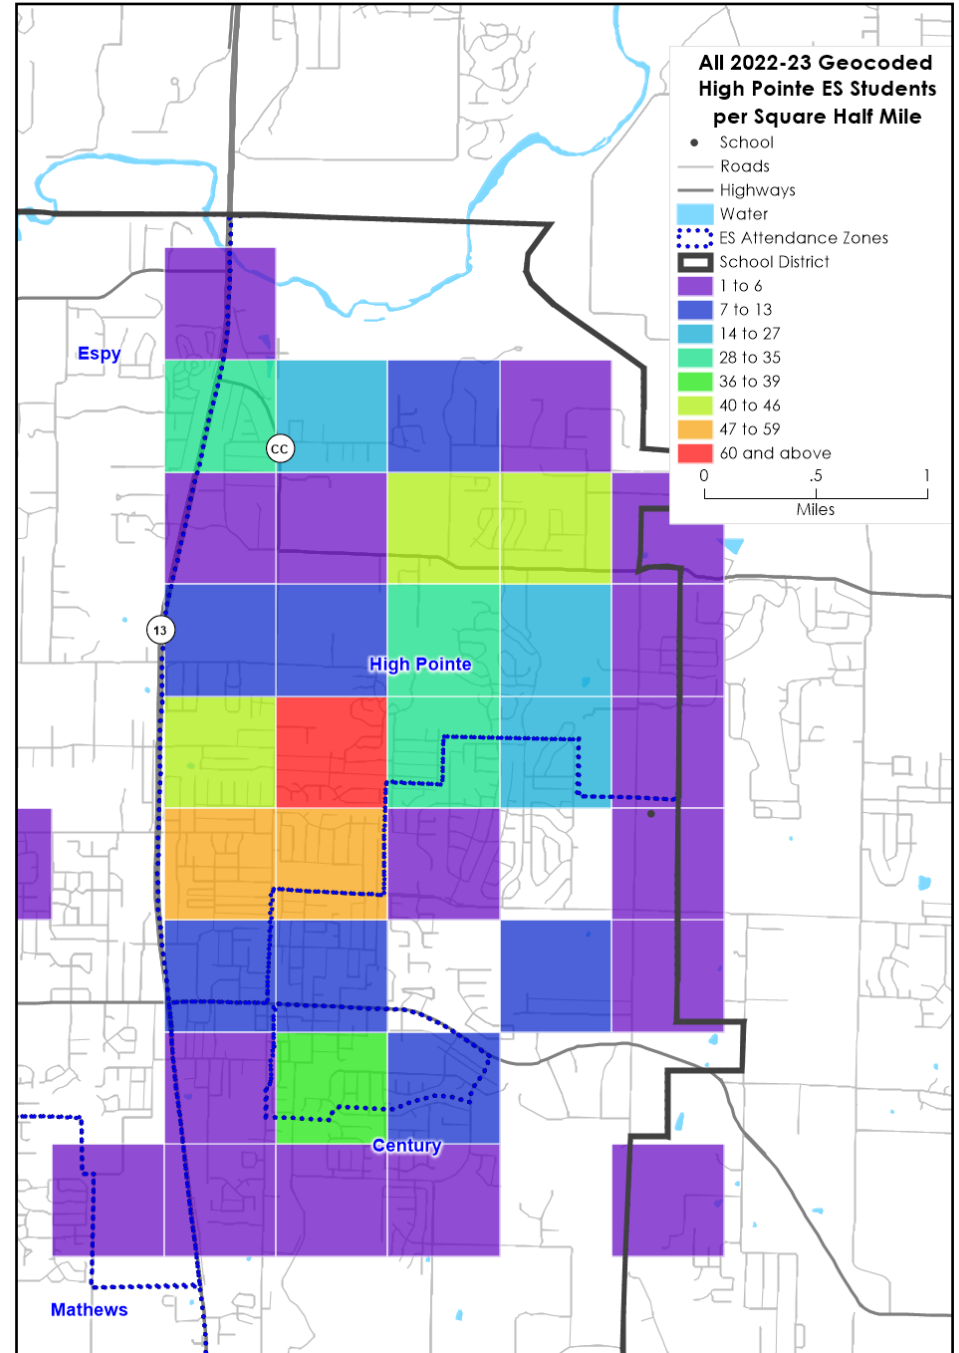 All 2022-23 Geocoded
High Pointe ES Students
per Square Half Mile
School
Roads
Highways
Water
ES Attendance Zones
School District
1 to 6
7 to 13
14 to 27
28 to 35
36 to 39
40 to 46
47 to 59
60 and above
0 .5 1
Miles
Espy
CC
13
High Pointe
Century
Mathews